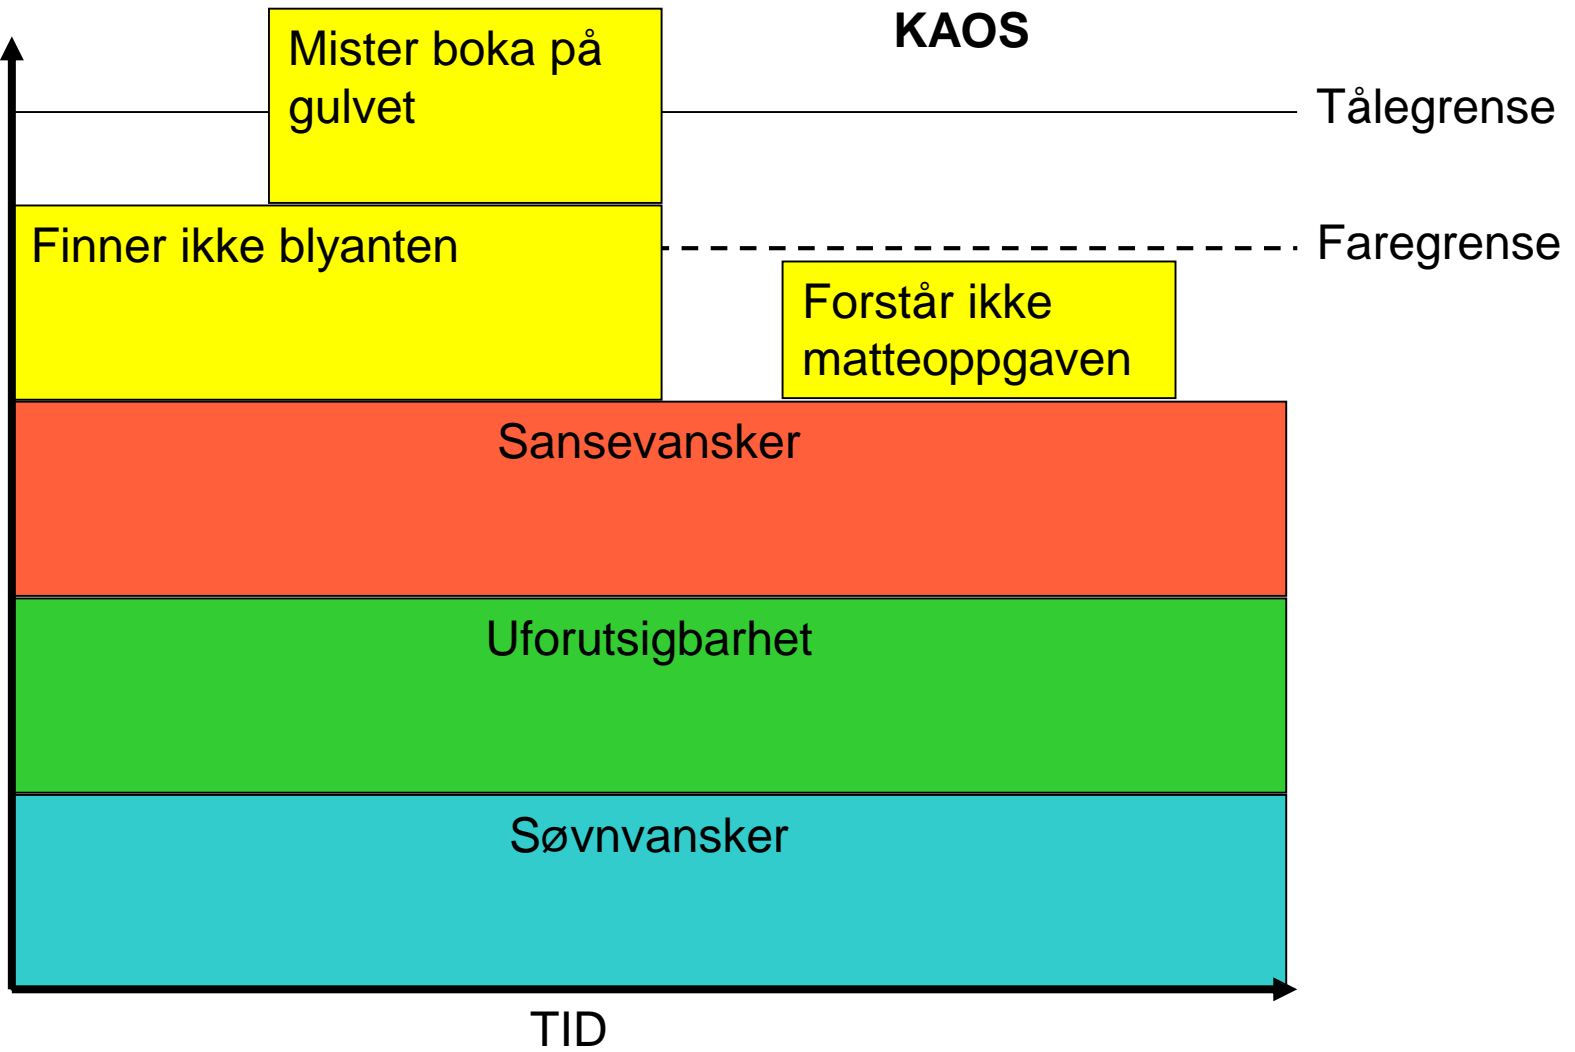 KAOS
Mister boka på
gulvet
Tålegrense
Finner ikke blyanten
Faregrense
Forstår ikke
matteoppgaven
Sansevansker
Uforutsigbarhet
Søvnvansker
TID